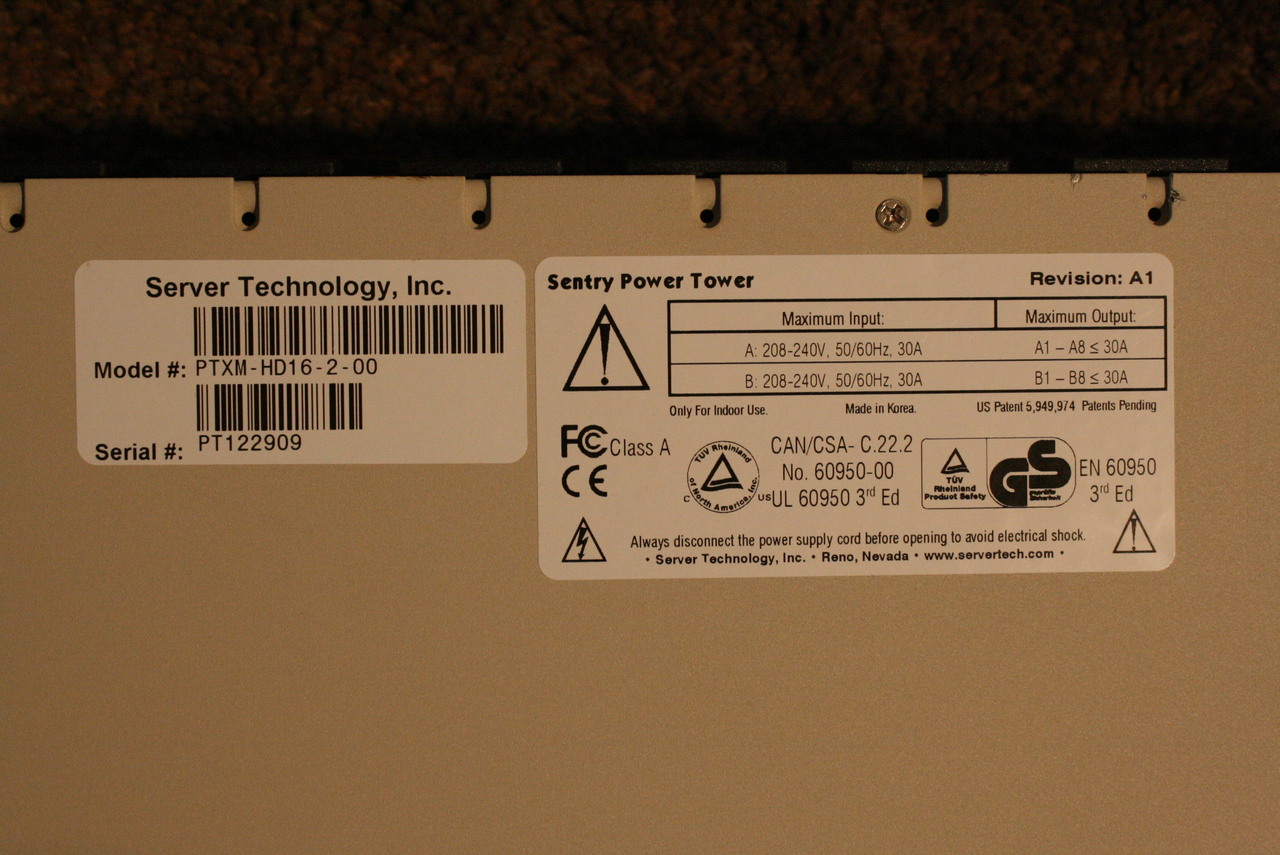 Server Technology, Inc.
Model #: PTXM-HD16-2-00
Serial #: PT122909
Sentry Power Tower
Revision: A1
Maximum Input: Maximum Output:
A: 208-240V, 50/60Hz, 30A A1 – A8 ≤ 30A
B: 208-240V, 50/60Hz, 30A B1 – B8 ≤ 30A
Only For Indoor Use. Made in Korea. US Patent 5,949,974 Patents Pending
FC Class A
CE
TÜV Rheinland of North America, Inc.
C US
CAN/CSA- C.22.2
No. 60950-00
UL 60950 3rd Ed
TÜV
Rheinland
Product Safety
GS
geprüfte
Sicherheit
EN 60950
3rd Ed
Always disconnect the power supply cord before opening to avoid electrical shock.
• Server Technology, Inc. • Reno, Nevada • www.servertech.com •